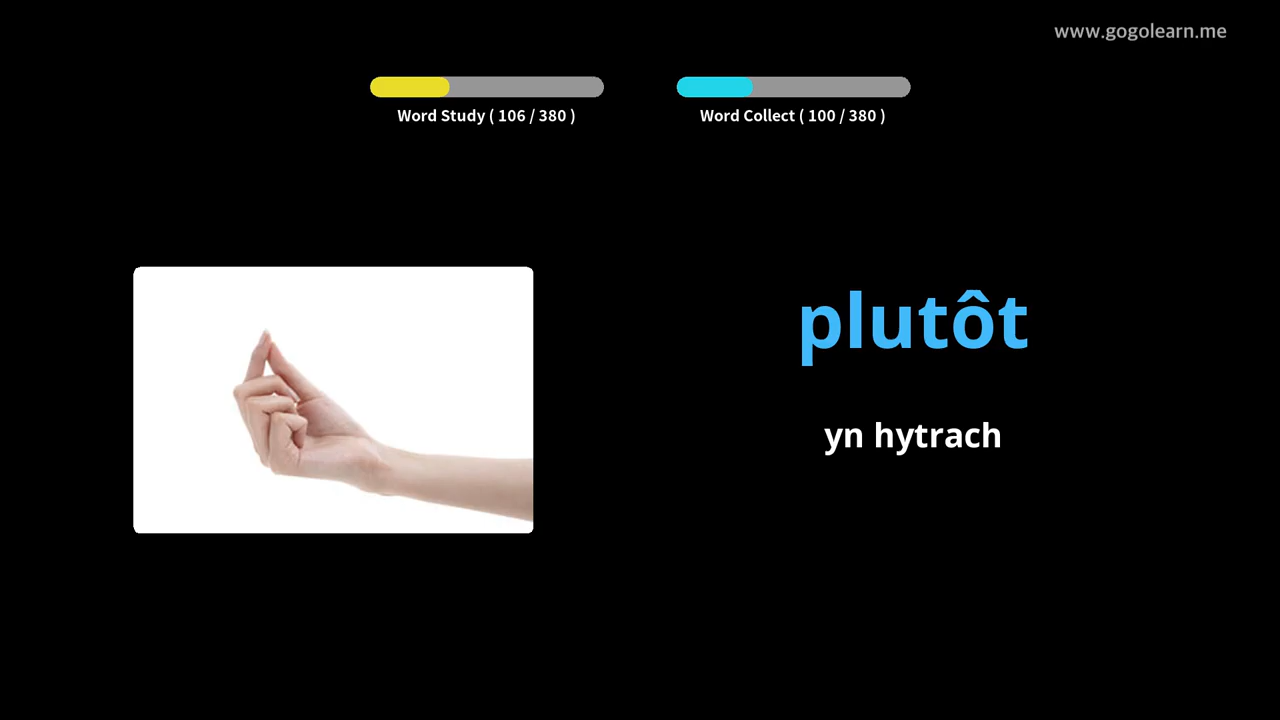 www.gogolearn.me
Word Study ( 106 / 380 )
Word Collect ( 100 / 380 )
plutôt
yn hytrach